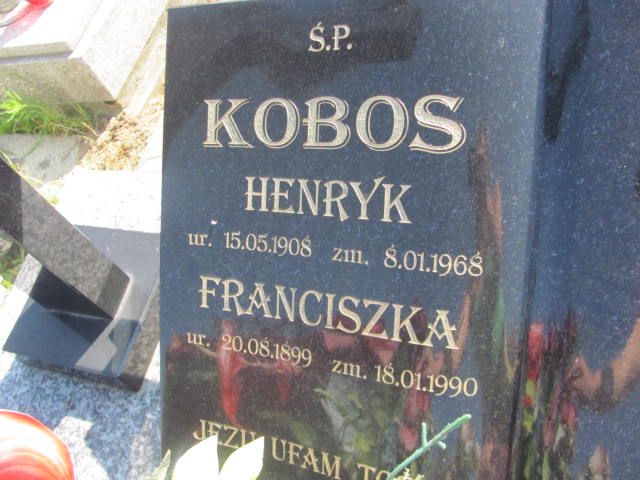 Ś.P.
KOBOS
HENRYK
ur. 15.05.1908 zm. 8.01.1968
FRANCISZKA
ur. 20.08.1899 zm. 18.01.1990
JEZU UFAM